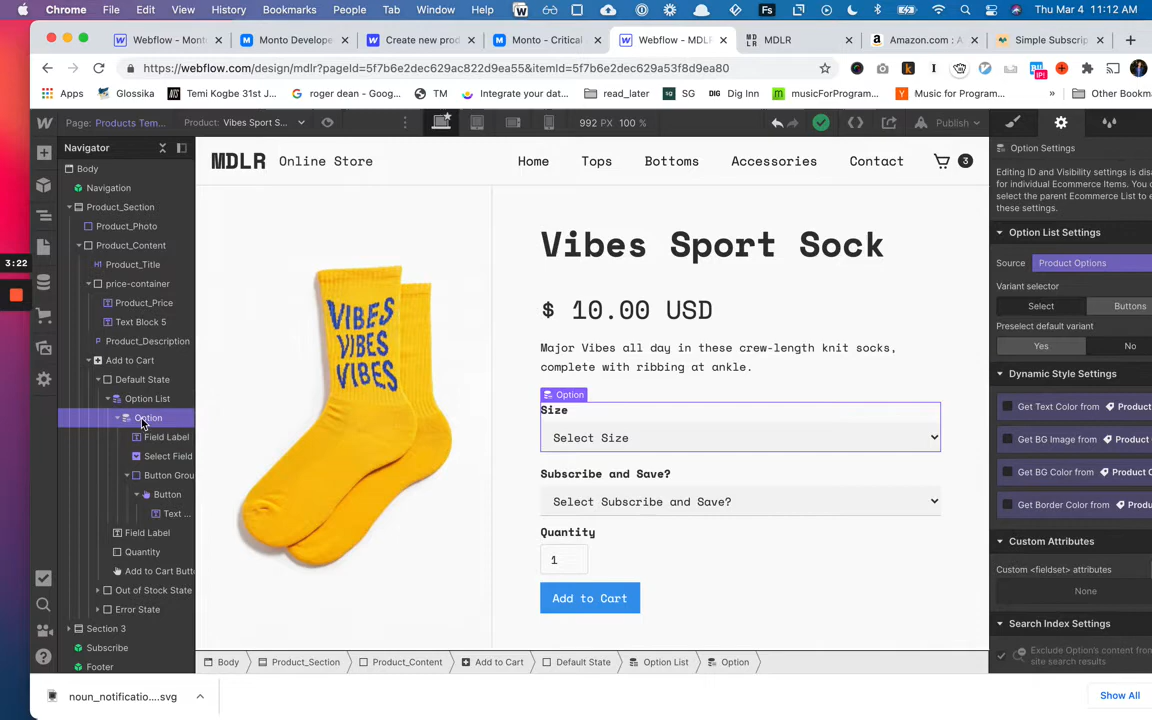 Chrome File Edit View History Bookmarks People Tab Window Help Fs Thu Mar 4 11:12 AM
Webflow - Mont Monto Develope Create new prod Monto - Critical Webflow - MDLR MDLR Amazon.com : A Simple Subscrip
https://webflow.com/design/mdlr?pageId=5f7b6e2dec629ac822d9ea55&itemId=5f7b6e2dec629a53f8d9ea80
Apps Glossika Temi Kogbe 31st J... roger dean - Goog... TM Integrate your dat... read_later SG DIG Dig Inn musicForProgram... Music for Program... Other Bookma
Page: Products Tem... Product: Vibes Sport S... 992 PX 100 % Publish
Navigator
Body
Navigation
Product_Section
Product_Photo
Product_Content
Product_Title
price-container
Product_Price
Text Block 5
Product_Description
Add to Cart
Default State
Option List
Option
Field Label
Select Field
Button Grou
Button
Text ...
Field Label
Quantity
Add to Cart Butt
Out of Stock State
Error State
Section 3
Subscribe
Footer
3:22
MDLR Online Store Home Tops Bottoms Accessories Contact 3
VIBES
VIBES
VIBES
Vibes Sport Sock
$ 10.00 USD
Major Vibes all day in these crew-length knit socks,
complete with ribbing at ankle.
Option
Size
Select Size
Subscribe and Save?
Select Subscribe and Save?
Quantity
1
Add to Cart
Body Product_Section Product_Content Add to Cart Default State Option List Option
Option Settings
Editing ID and Visibility settings is disa
for individual Ecommerce Items. You c
select the parent Ecommerce List to e
these settings.
Option List Settings
Source Product Options
Variant selector
Select Buttons
Preselect default variant
Yes No
Dynamic Style Settings
Get Text Color from Product
Get BG Image from Product
Get BG Color from Product
Get Border Color from Produc
Custom Attributes
Custom <fieldset> attributes
None
Search Index Settings
Exclude Option's content from
site search results
noun_notificatio....svg Show All